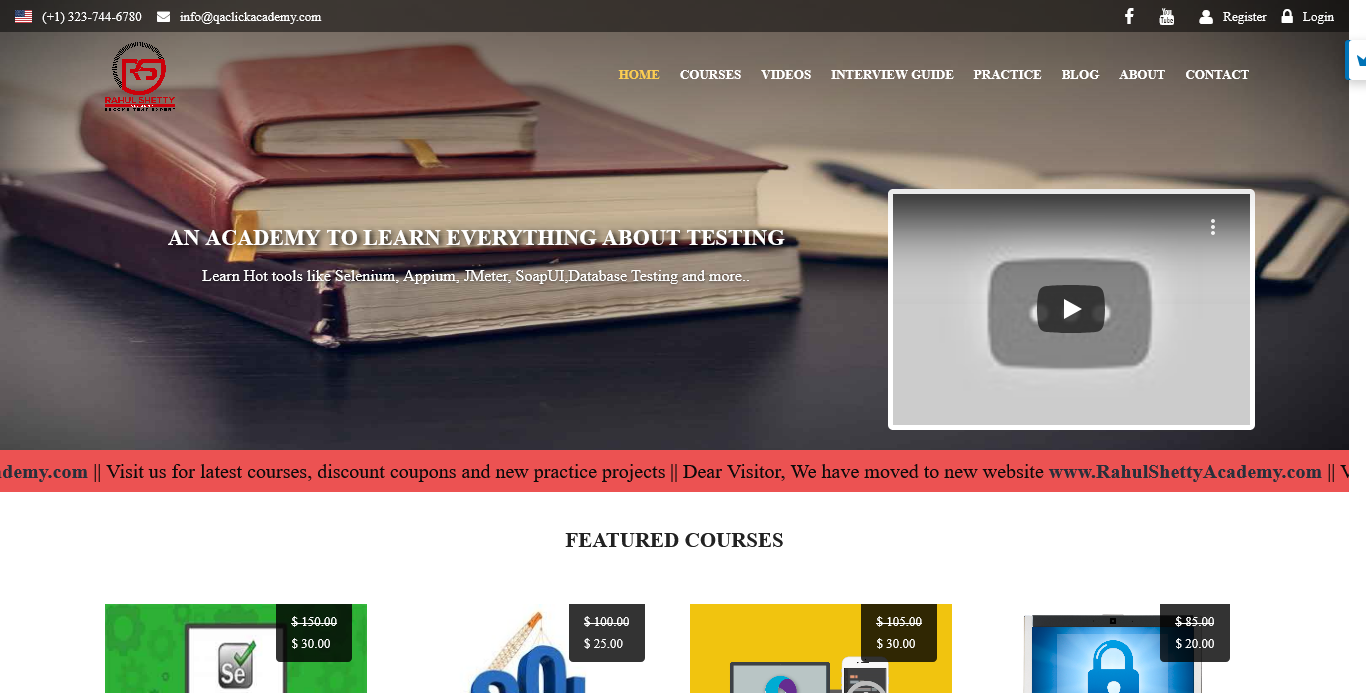 (+1) 323-744-6780 info@qaclickacademy.com You Tube Register Login
RS
RAHUL SHETTY
HOME COURSES VIDEOS INTERVIEW GUIDE PRACTICE BLOG ABOUT CONTACT
AN ACADEMY TO LEARN EVERYTHING ABOUT TESTING
Learn Hot tools like Selenium, Appium, JMeter, SoapUI,Database Testing and more..
ademy.com || Visit us for latest courses, discount coupons and new practice projects || Dear Visitor, We have moved to new website www.RahulShettyAcademy.com || V
FEATURED COURSES
$ 150.00 $ 100.00 $ 105.00 $ 85.00
$ 30.00 $ 25.00 $ 30.00 $ 20.00
Se